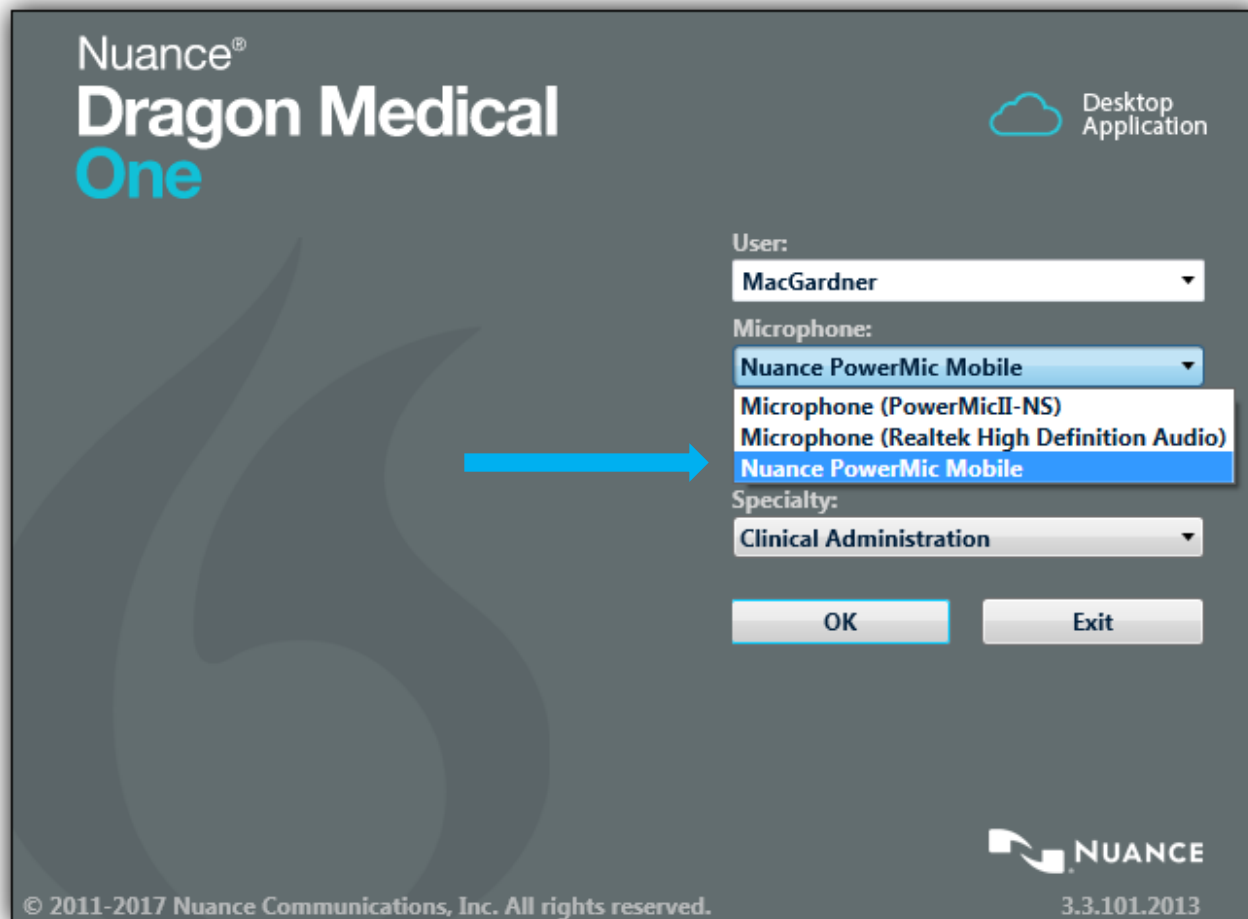 Nuance®
Dragon Medical
One
Desktop
Application
User:
MacGardner
Microphone:
Nuance PowerMic Mobile
Microphone (PowerMicII-NS)
Microphone (Realtek High Definition Audio)
Nuance PowerMic Mobile
Specialty:
Clinical Administration
OK
Exit
NUANCE
© 2011-2017 Nuance Communications, Inc. All rights reserved.
3.3.101.2013